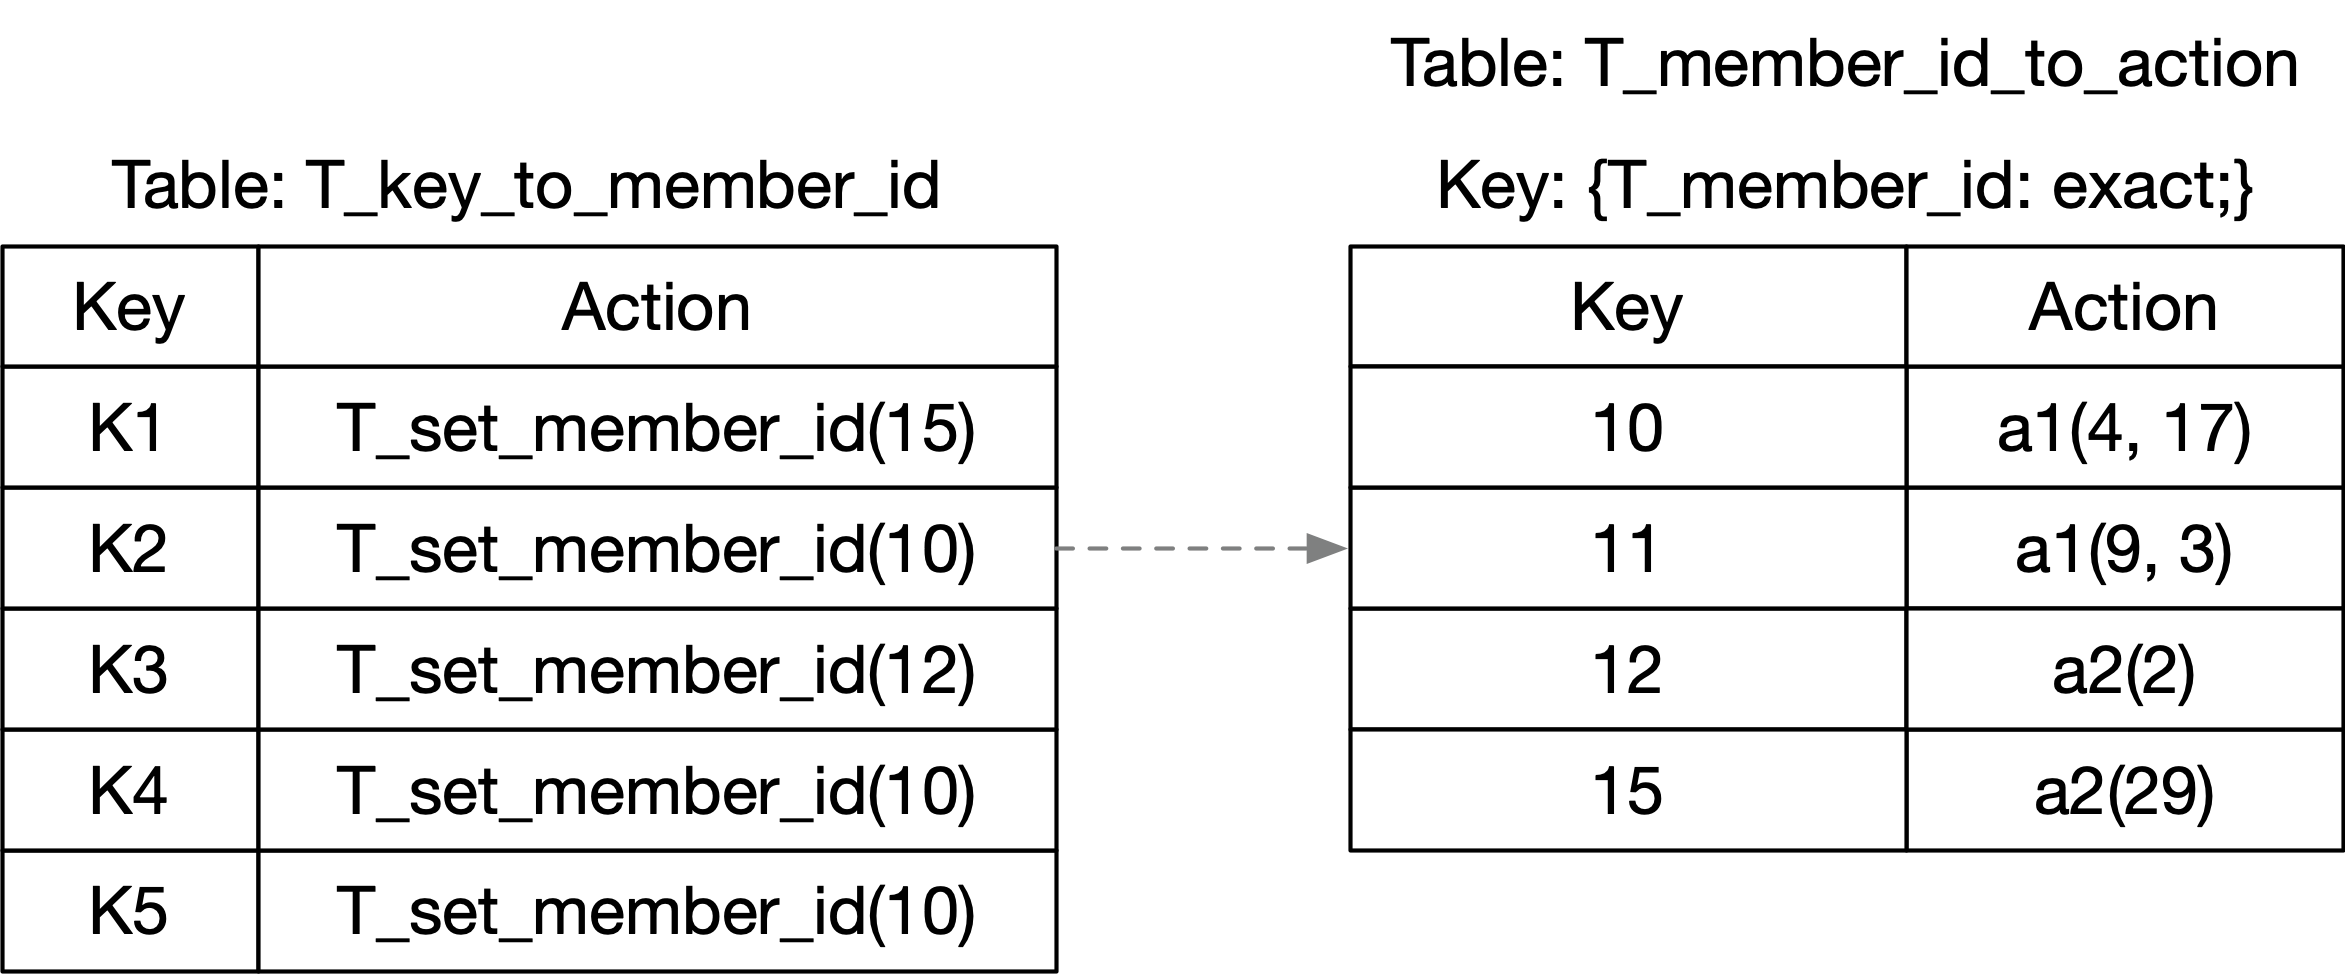 Table: T_key_to_member_id
Key Action
K1 T_set_member_id(15)
K2 T_set_member_id(10)
K3 T_set_member_id(12)
K4 T_set_member_id(10)
K5 T_set_member_id(10)
Table: T_member_id_to_action
Key: {T_member_id: exact;}
Key Action
10 a1(4, 17)
11 a1(9, 3)
12 a2(2)
15 a2(29)